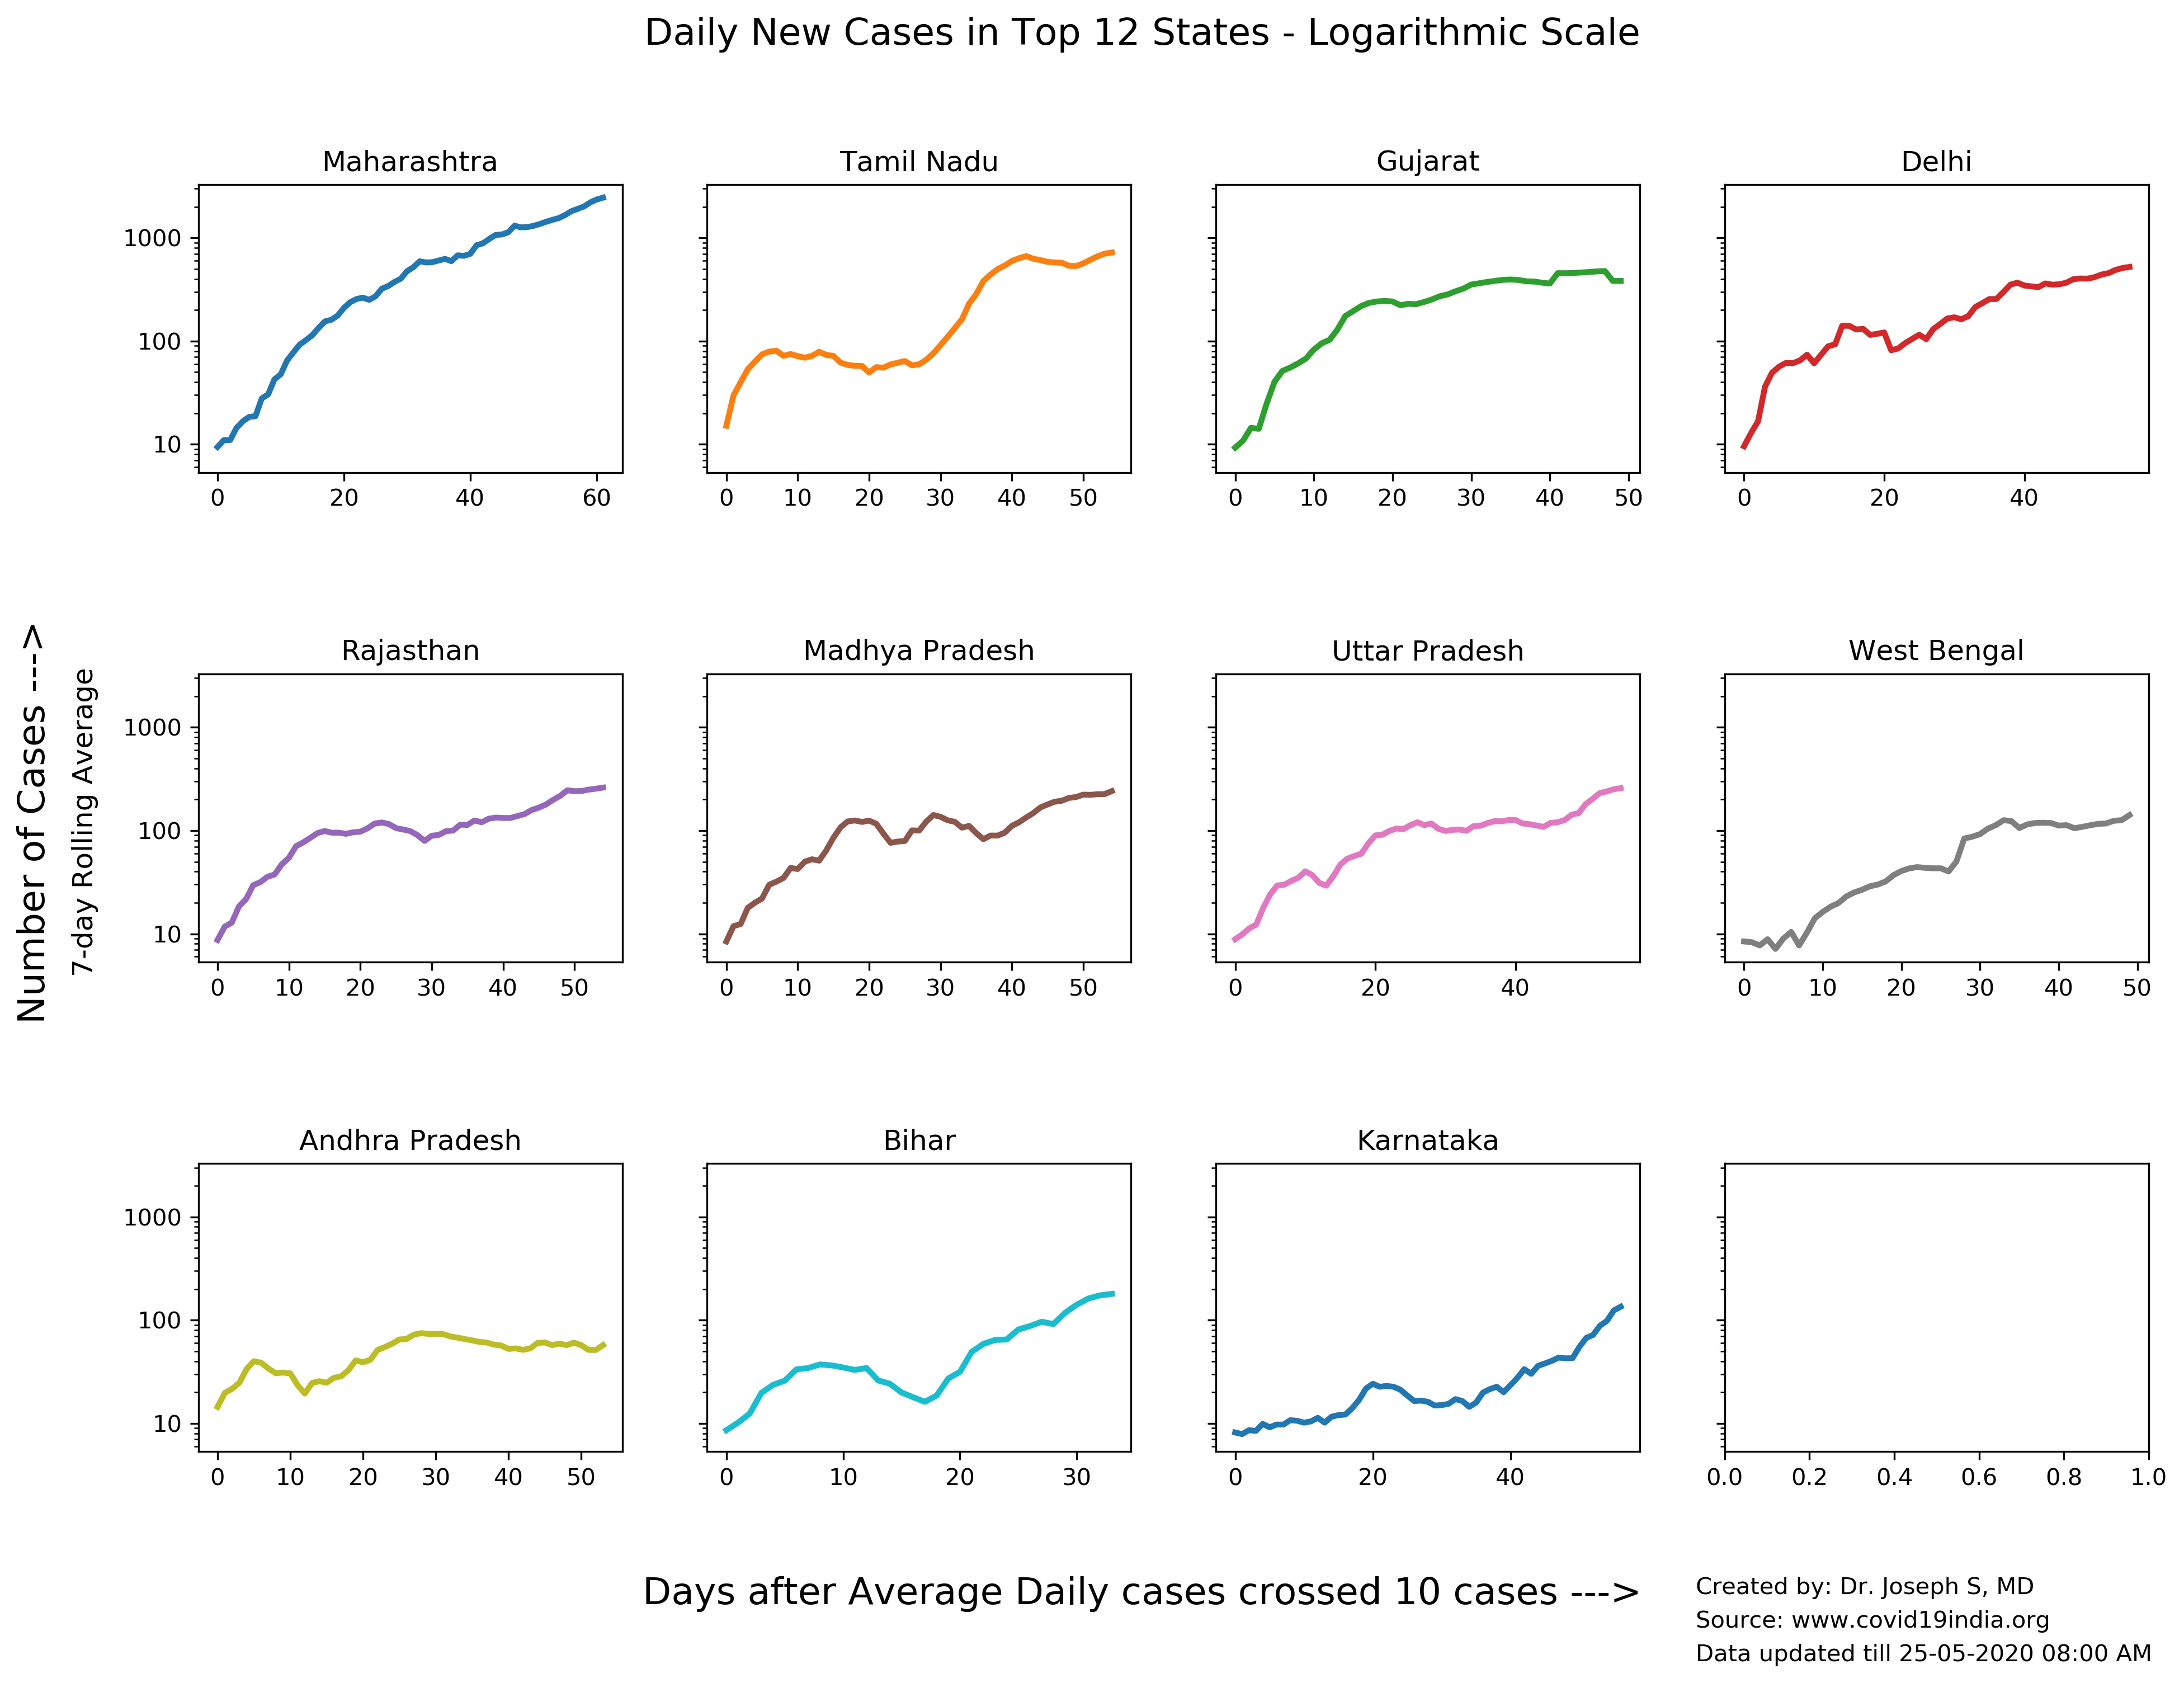 Daily New Cases in Top 12 States - Logarithmic Scale
Maharashtra
Tamil Nadu
Gujarat
Delhi
1000
100
10
0 20 40 60
0 10 20 30 40 50
0 10 20 30 40 50
0 20 40
Number of Cases --->
7-day Rolling Average
Rajasthan
Madhya Pradesh
Uttar Pradesh
West Bengal
1000
100
10
0 10 20 30 40 50
0 10 20 30 40 50
0 20 40
0 10 20 30 40 50
Andhra Pradesh
Bihar
Karnataka
1000
100
10
0 10 20 30 40 50
0 10 20 30
0 20 40
0.0 0.2 0.4 0.6 0.8 1.0
Days after Average Daily cases crossed 10 cases --->
Created by: Dr. Joseph S, MD
Source: www.covid19india.org
Data updated till 25-05-2020 08:00 AM